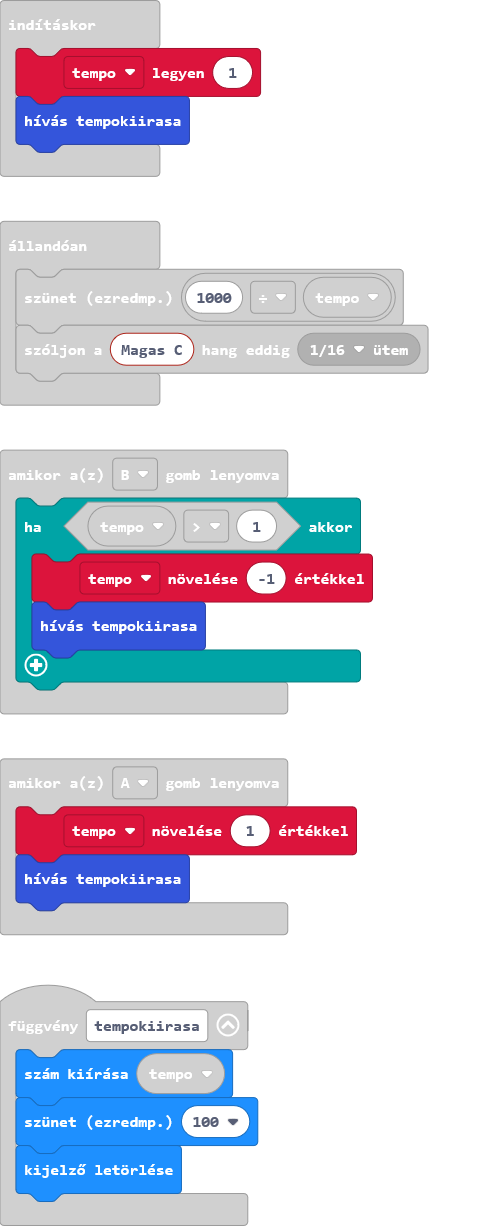 indításkor
tempo legyen 1
hívás tempokiirasa
állandóan
szünet (ezredmp.) 1000 ÷ tempo
szóljon a Magas C hang eddig 1/16 ütem
amikor a(z) B gomb lenyomva
ha tempo > 1 akkor
tempo növelése -1 értékkel
hívás tempokiirasa
amikor a(z) A gomb lenyomva
tempo növelése 1 értékkel
hívás tempokiirasa
függvény tempokiirasa
szám kiírása tempo
szünet (ezredmp.) 100
kijelző letörlése